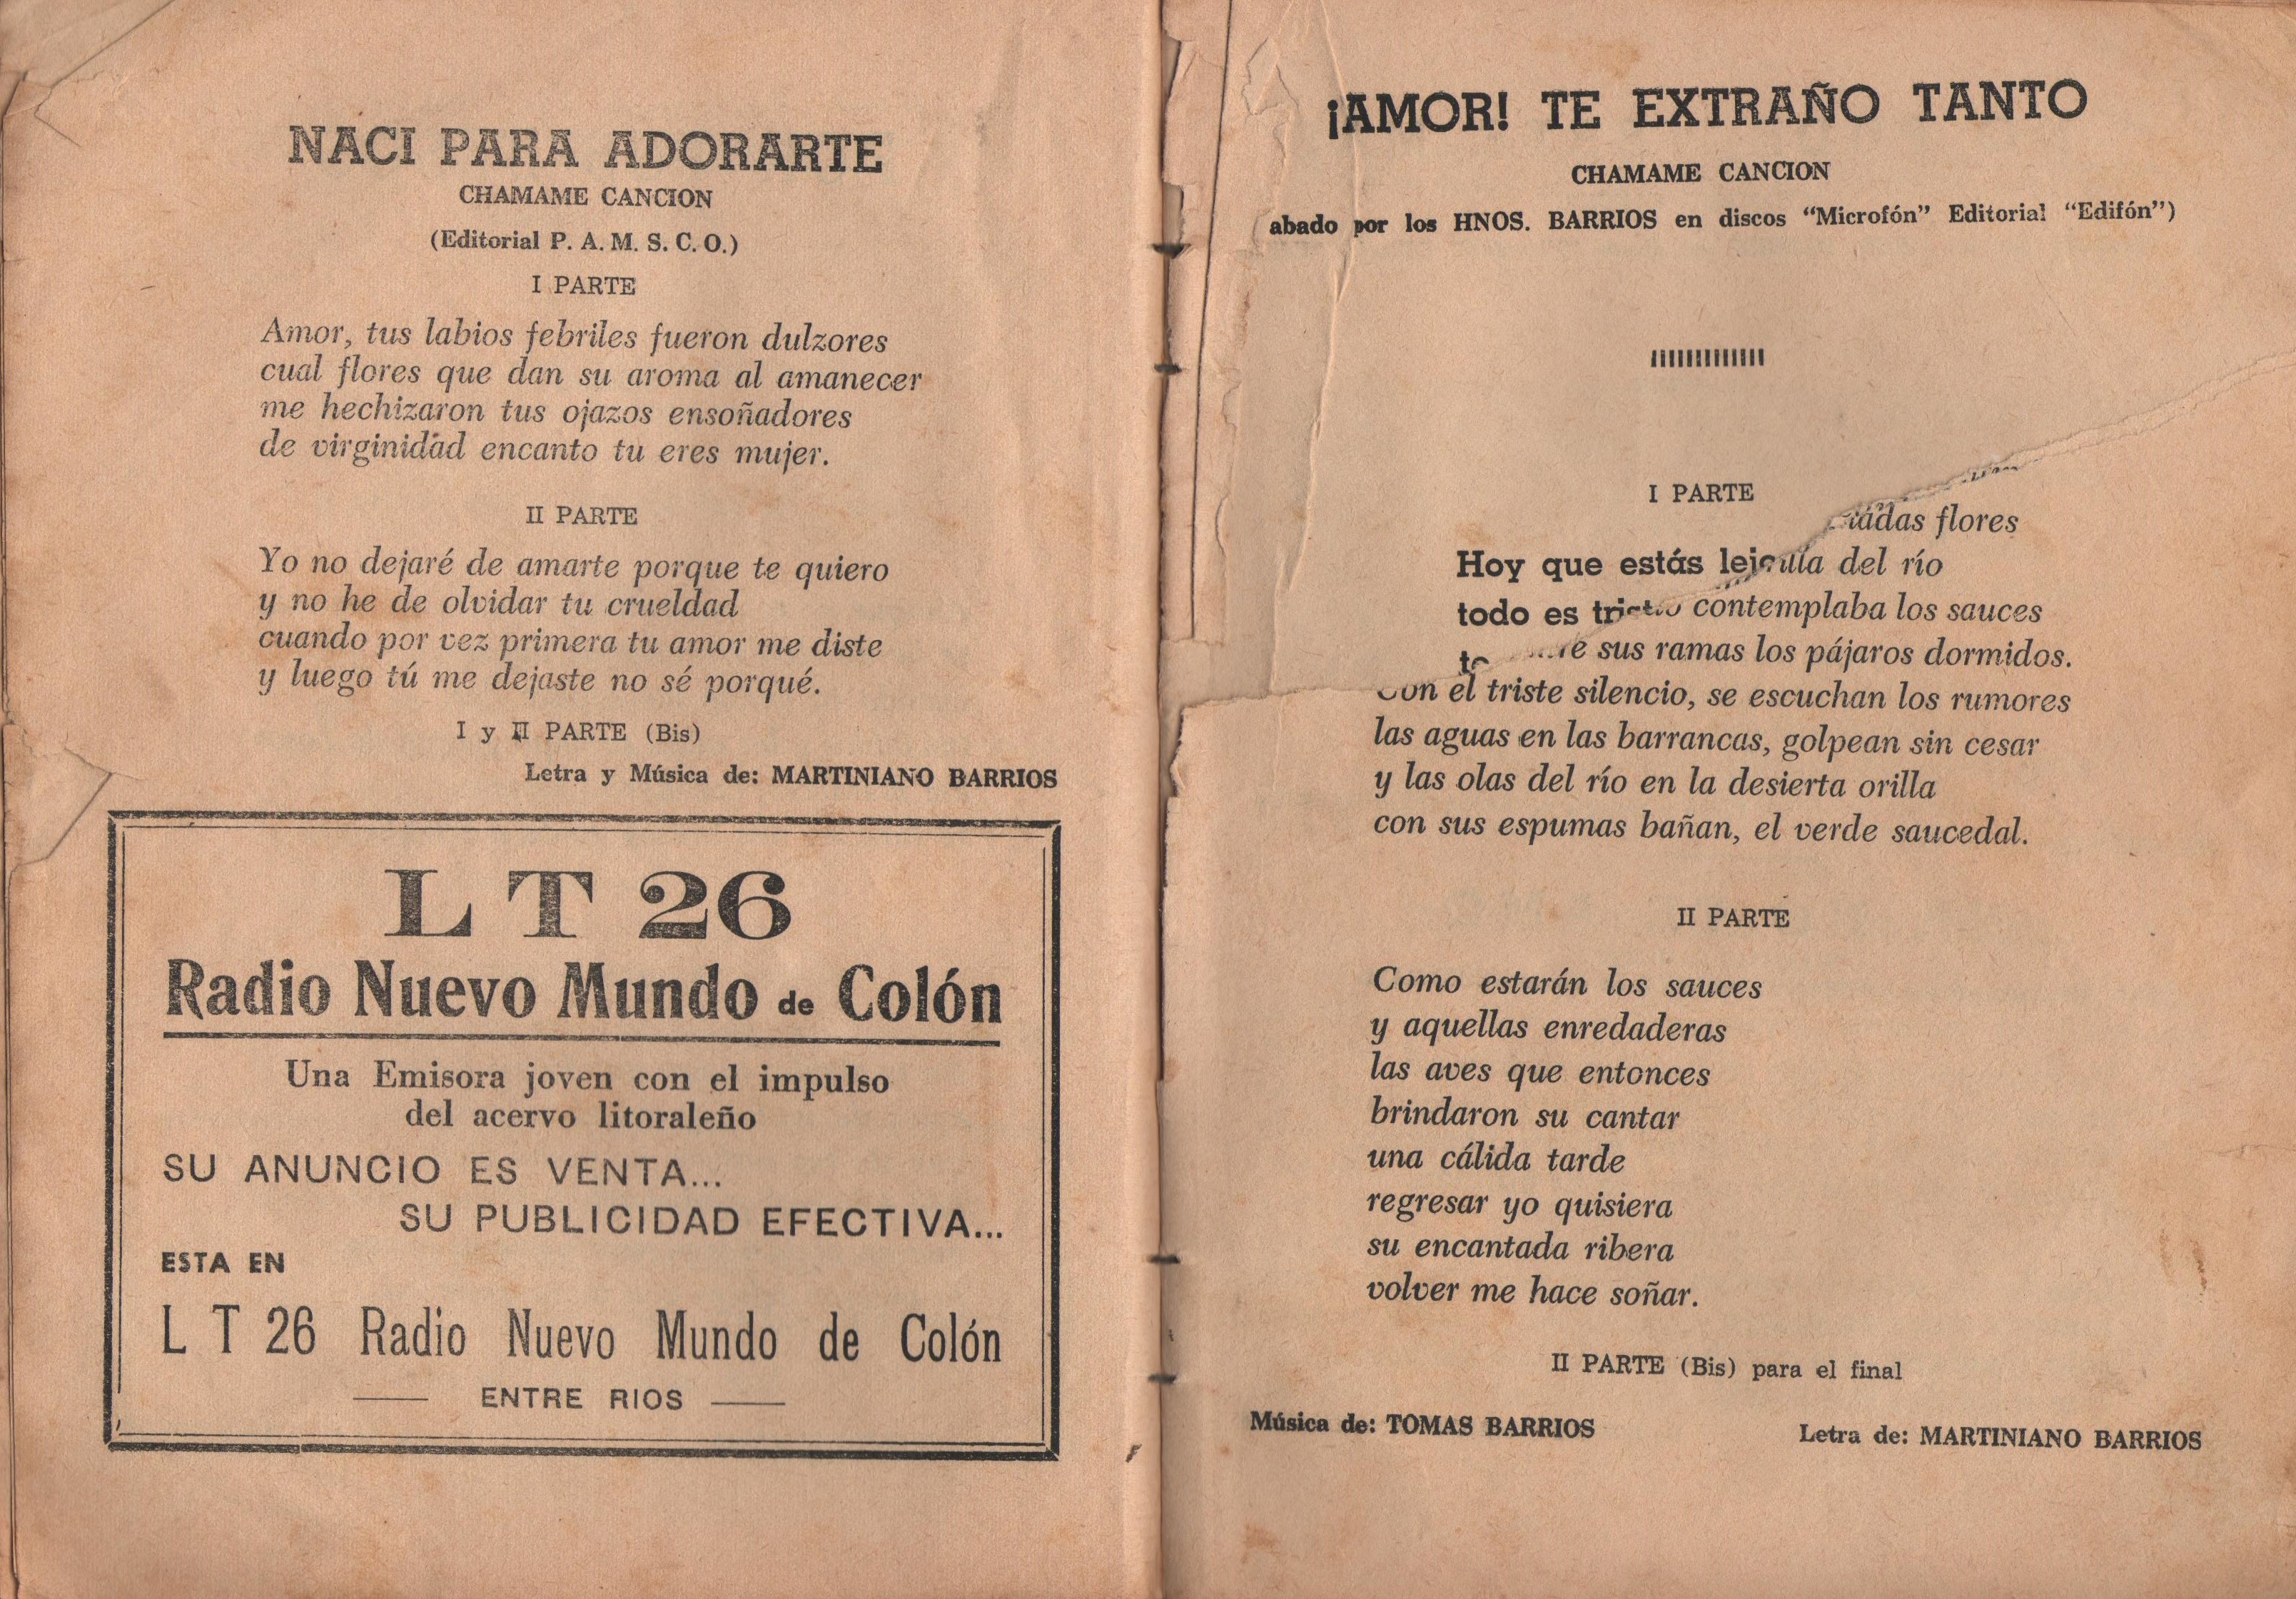 NACI PARA ADORARTE
CHAMAME CANCION
(Editorial P. A. M. S. C. O.)
I PARTE
Amor, tus labios febriles fueron dulzores
cual flores que dan su aroma al amanecer
me hechizaron tus ojazos ensoñadores
de virginidad encanto tu eres mujer.
II PARTE
Yo no dejaré de amarte porque te quiero
y no he de olvidar tu crueldad
cuando por vez primera tu amor me diste
y luego tú me dejaste no sé porqué.
I y II PARTE (Bis)
Letra y Música de: MARTINIANO BARRIOS
L T 26
Radio Nuevo Mundo de Colón
Una Emisora joven con el impulso
del acervo litoraleño
SU ANUNCIO ES VENTA...
SU PUBLICIDAD EFECTIVA...
ESTA EN
L T 26 Radio Nuevo Mundo de Colón
ENTRE RIOS
¡AMOR! TE EXTRAÑO TANTO
CHAMAME CANCION
abado por los HNOS. BARRIOS en discos "Microfón" Editorial "Edifón")
I PARTE
flores
Hoy que estás del río
todo es contemplaba los sauces
sus ramas los pájaros dormidos.
Con el triste silencio, se escuchan los rumores
las aguas en las barrancas, golpean sin cesar
y las olas del río en la desierta orilla
con sus espumas bañan, el verde saucedal.
II PARTE
Como estarán los sauces
y aquellas enredaderas
las aves que entonces
brindaron su cantar
una cálida tarde
regresar yo quisiera
su encantada ribera
volver me hace soñar.
II PARTE (Bis) para el final
Música de: TOMAS BARRIOS
Letra de: MARTINIANO BARRIOS